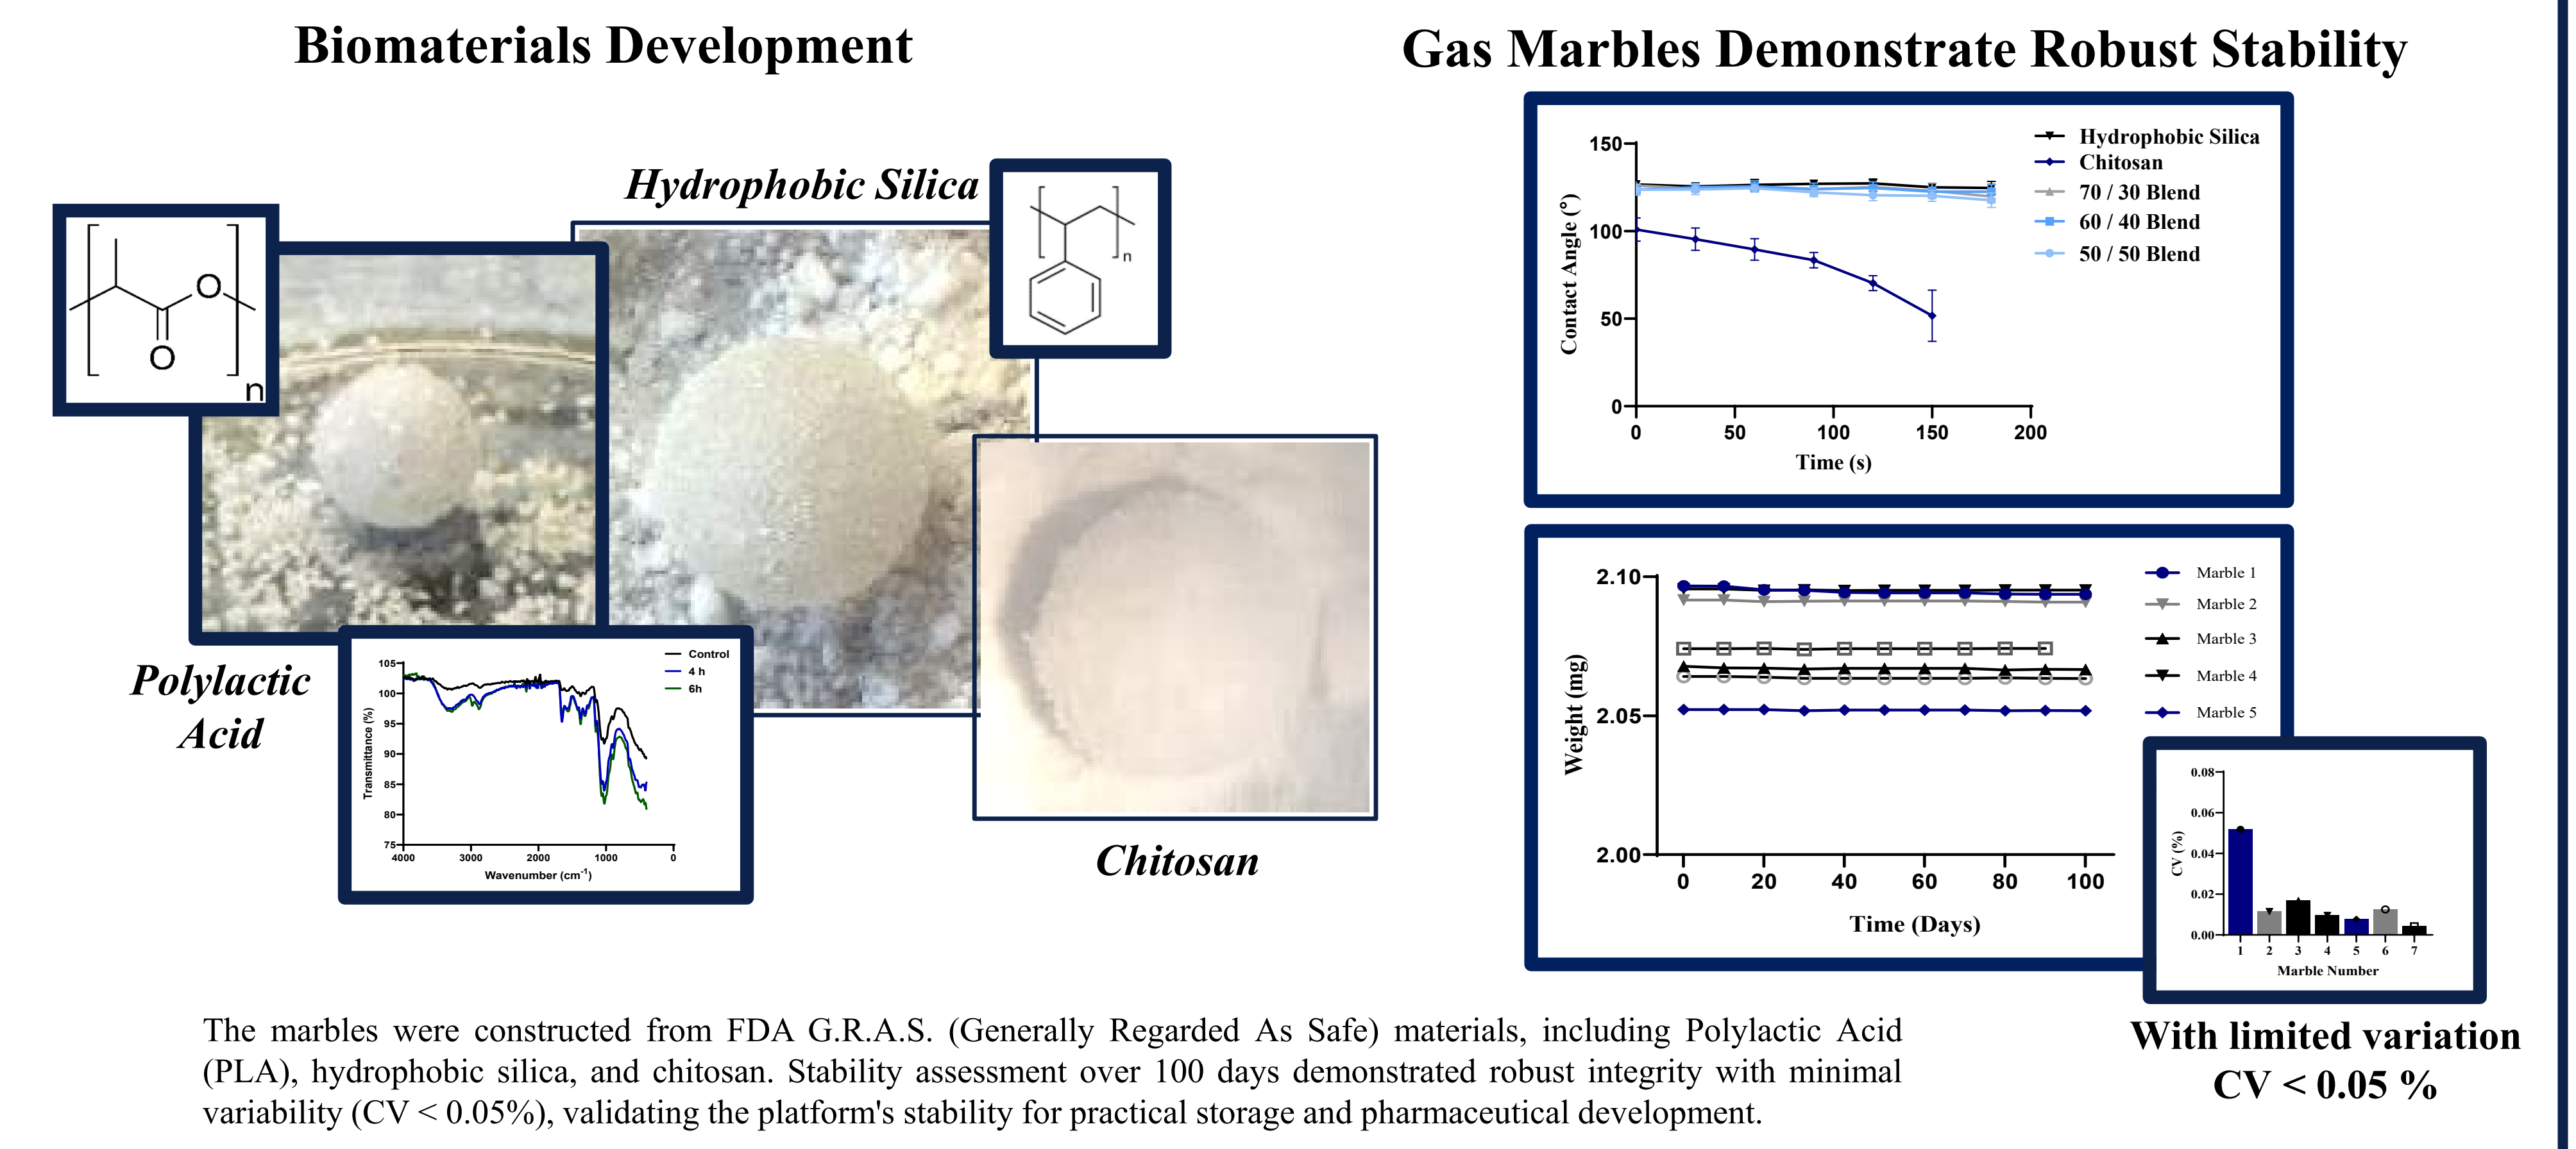 Biomaterials Development
Gas Marbles Demonstrate Robust Stability
Hydrophobic Silica
n
O
O
n
Polylactic
Acid
Chitosan
Control
4 h
6h
105
100
95
90
85
80
75
4000
3000
2000
1000
0
Transmittance (%)
Wavenumber (cm-1)
150
100
50
0
0
50
100
150
200
Contact Angle (°)
Time (s)
Hydrophobic Silica
Chitosan
70 / 30 Blend
60 / 40 Blend
50 / 50 Blend
2.10
2.05
2.00
0
20
40
60
80
100
Weight (mg)
Time (Days)
Marble 1
Marble 2
Marble 3
Marble 4
Marble 5
0.08
0.06
0.04
0.02
0.00
1
2
3
4
5
6
7
CV (%)
Marble Number
The marbles were constructed from FDA G.R.A.S. (Generally Regarded As Safe) materials, including Polylactic Acid
(PLA), hydrophobic silica, and chitosan. Stability assessment over 100 days demonstrated robust integrity with minimal
variability (CV < 0.05%), validating the platform's stability for practical storage and pharmaceutical development.
With limited variation
CV < 0.05 %